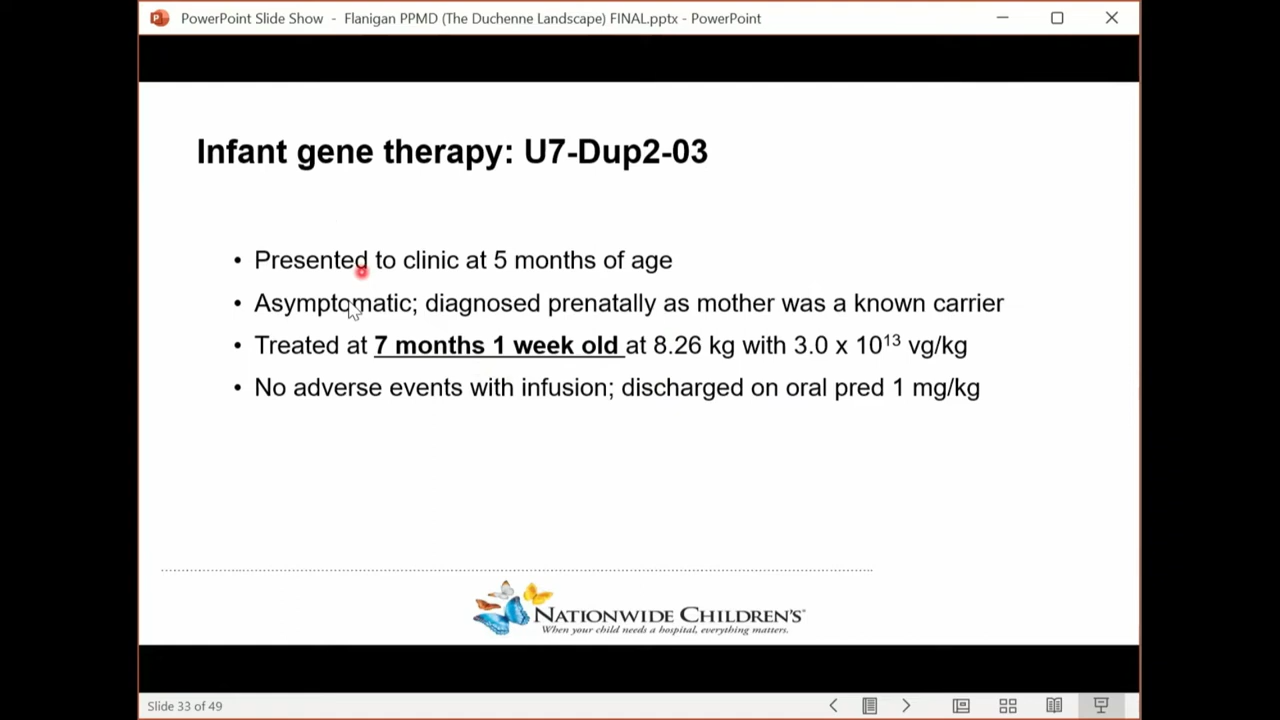 PowerPoint Slide Show - Flanigan PPMD (The Duchenne Landscape) FINAL.pptx - PowerPoint
Infant gene therapy: U7-Dup2-03
• Presented to clinic at 5 months of age
• Asymptomatic; diagnosed prenatally as mother was a known carrier
• Treated at 7 months 1 week old at 8.26 kg with 3.0 x 10¹³ vg/kg
• No adverse events with infusion; discharged on oral pred 1 mg/kg
NATIONWIDE CHILDREN'S
When your child needs a hospital, everything matters.
Slide 33 of 49